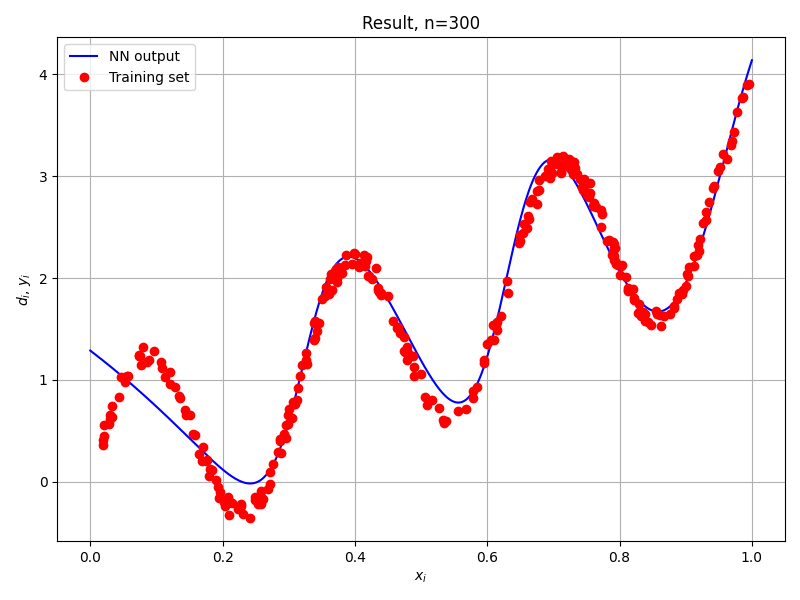 Result, n=300
NN output
Training set
d_i, y_i
4
3
2
1
0
0.0 0.2 0.4 0.6 0.8 1.0
x_i